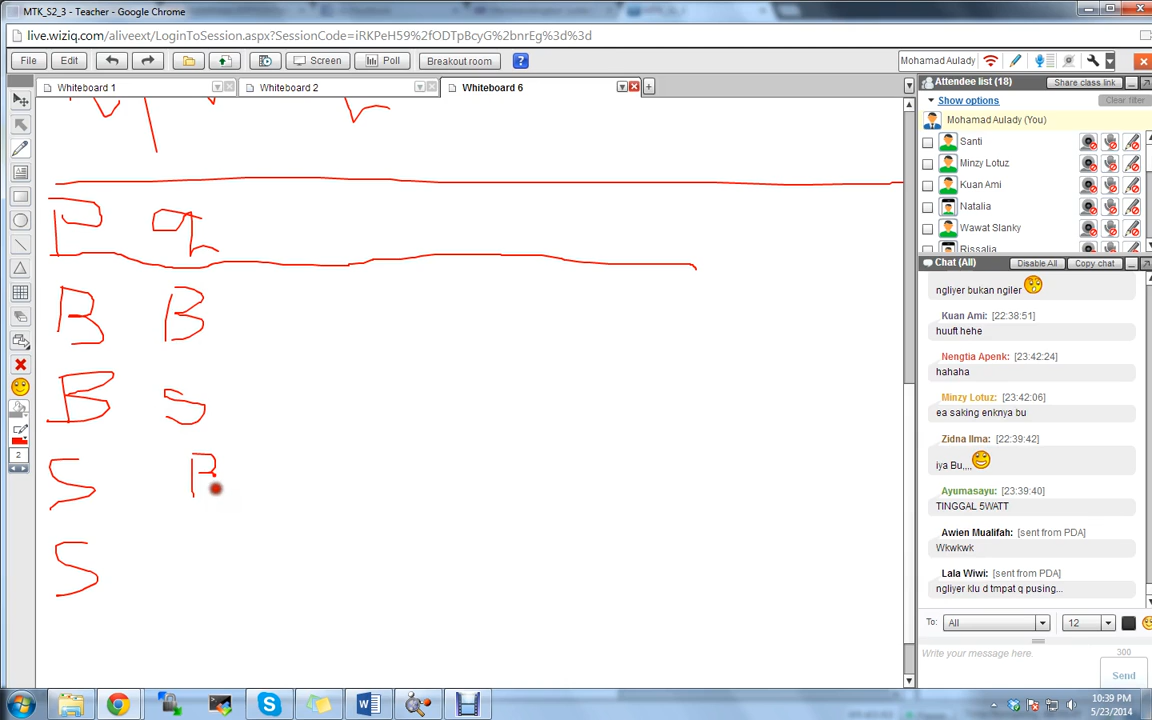 MTK_S2_3 - Teacher - Google Chrome
live.wiziq.com/aliveext/LoginToSession.aspx?SessionCode=iRKPeH59%2fODTpBcyG%2bnrEg%3d%3d
File Edit Screen Poll Breakout room ? Mohamad Aulady
Whiteboard 1 Whiteboard 2 Whiteboard 6
Attendee list (18) Share class link
Show options Clear filter
Mohamad Aulady (You)
Santi
Minzy Lotuz
Kuan Ami
Natalia
Wawat Slanky
Rissalia
P q
B B
B S
S B
S
2
Chat (All) Disable All Copy chat
ngliyer bukan ngiler
Kuan Ami: [22:38:51]
huuft hehe
Nengtia Apenk: [23:42:24]
hahaha
Minzy Lotuz: [23:42:06]
ea saking enknya bu
Zidna Ilma: [22:39:42]
iya Bu,,,,
Ayumasayu: [23:39:40]
TINGGAL 5WATT
Awien Mualifah: [sent from PDA]
Wkwkwk
Lala Wiwi: [sent from PDA]
ngliyer klu d tmpat q pusing...
To: All 12
Write your message here. 300
Send
10:39 PM
5/23/2014